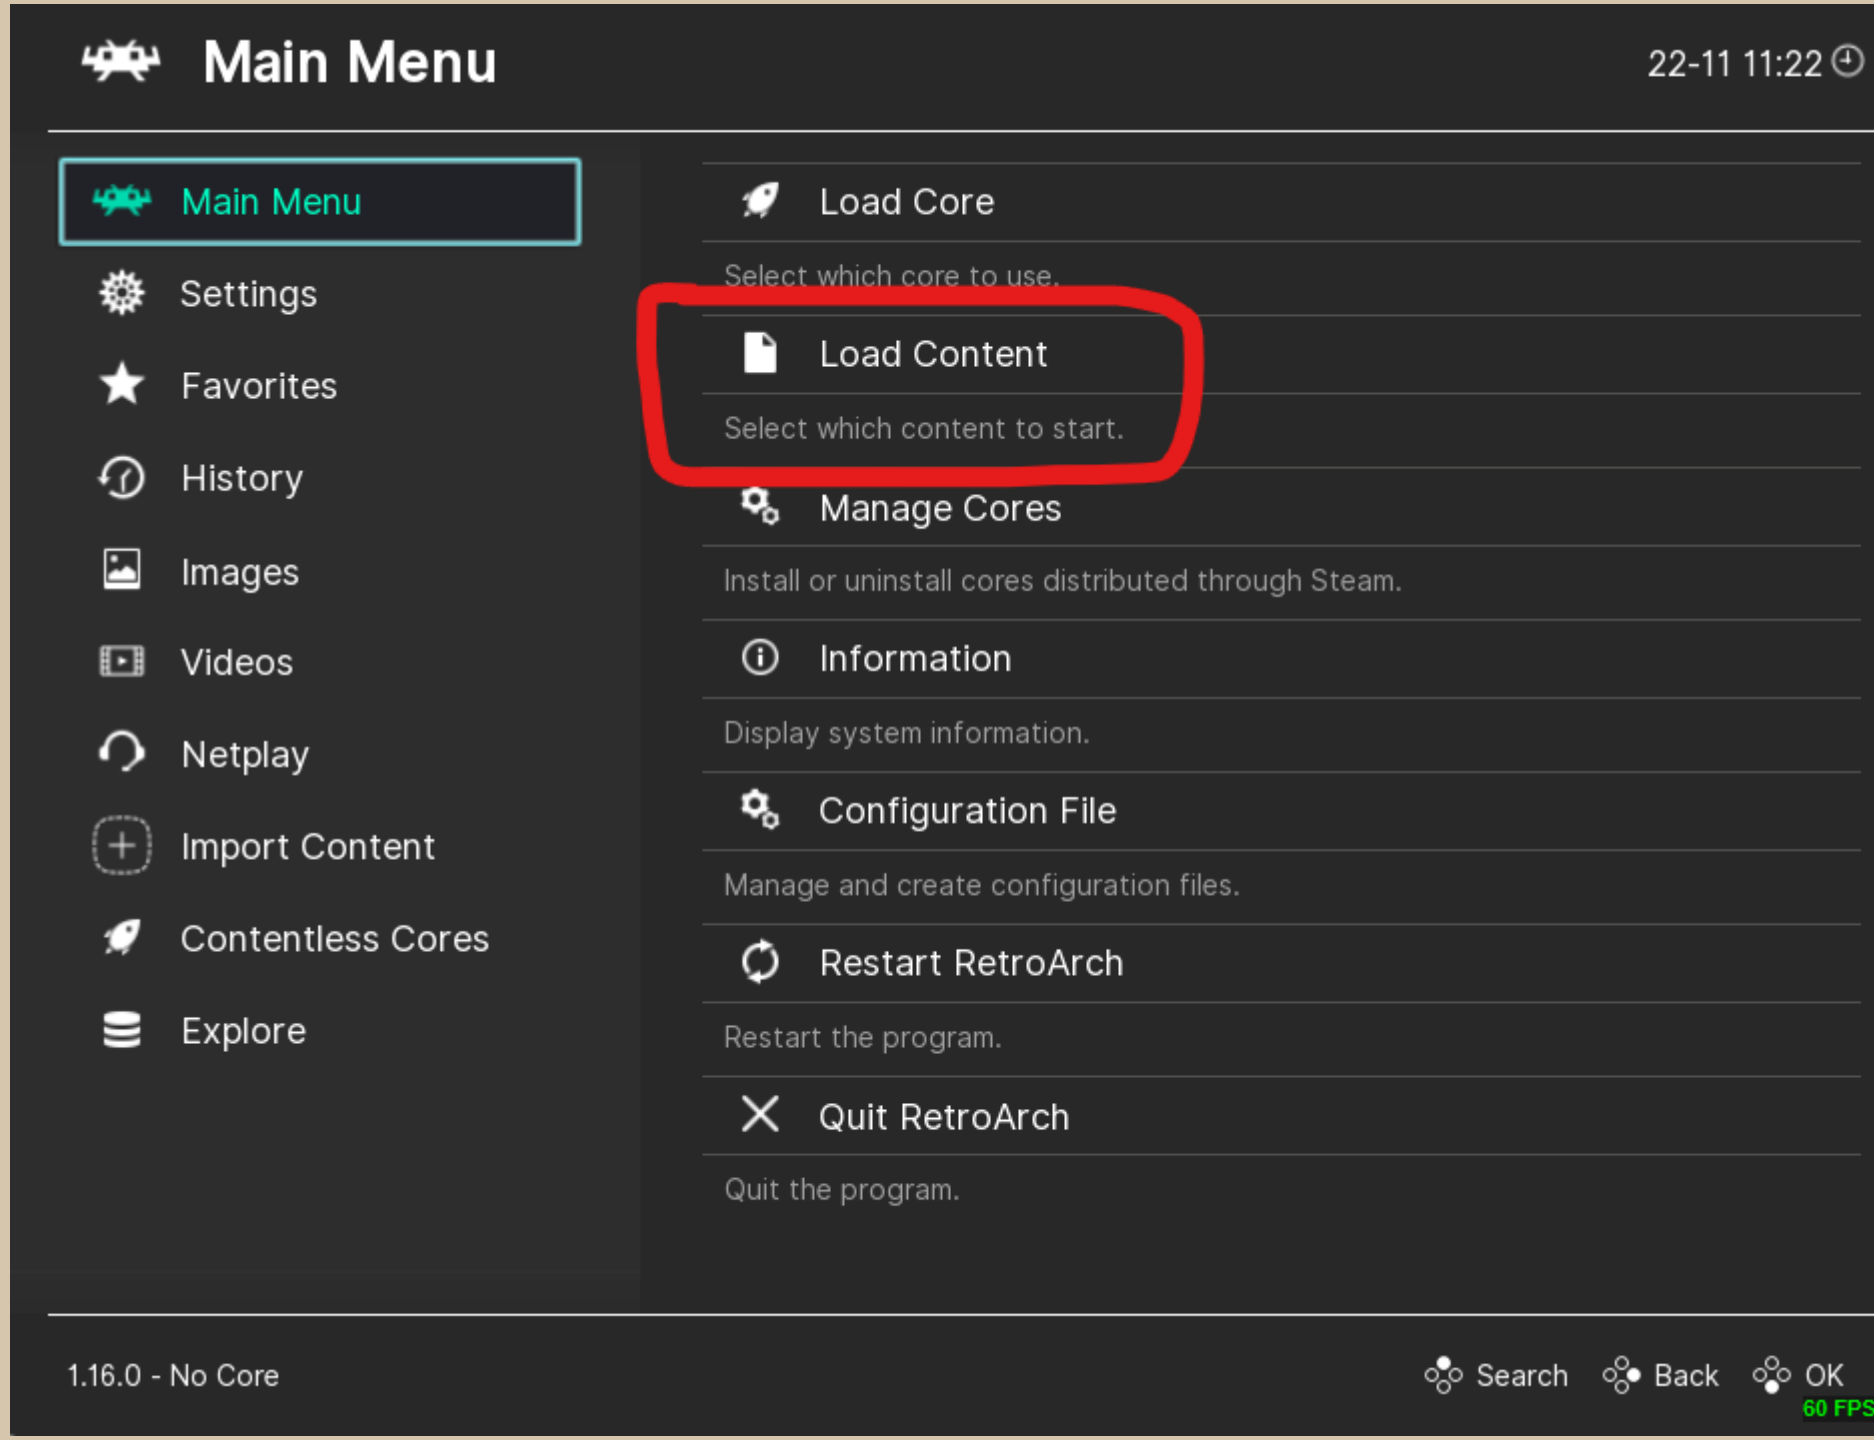 Main Menu
22-11 11:22
Main Menu
Settings
Favorites
History
Images
Videos
Netplay
Import Content
Contentless Cores
Explore
Load Core
Select which core to use.
Load Content
Select which content to start.
Manage Cores
Install or uninstall cores distributed through Steam.
Information
Display system information.
Configuration File
Manage and create configuration files.
Restart RetroArch
Restart the program.
Quit RetroArch
Quit the program.
1.16.0 - No Core
Search Back OK
60 FPS